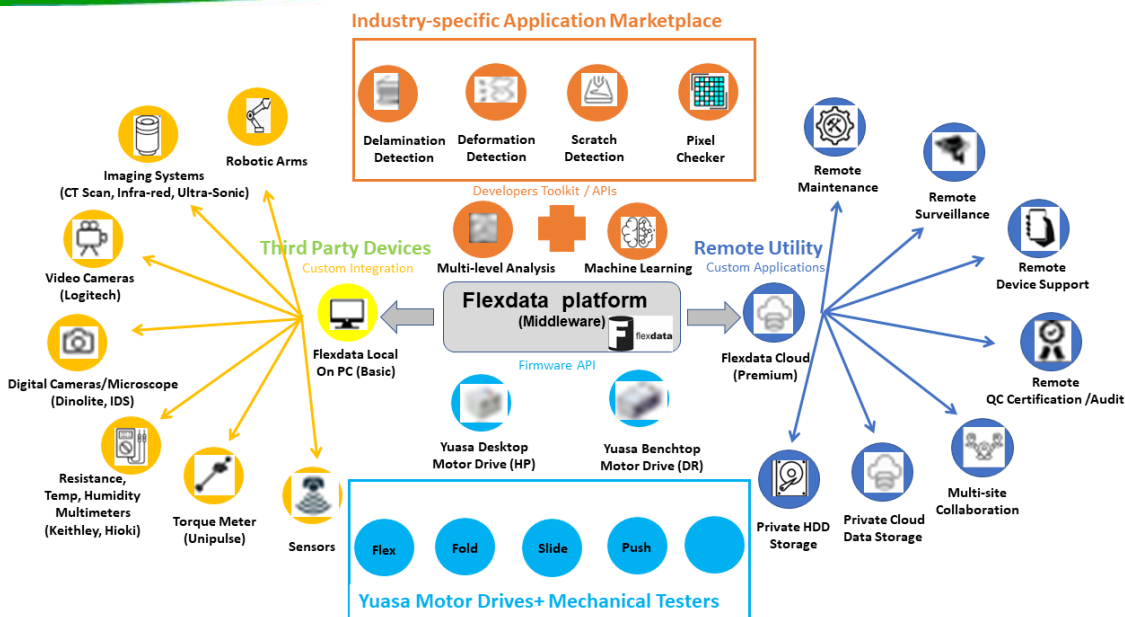 Industry-specific Application Marketplace
Delamination
Detection
Deformation
Detection
Scratch
Detection
Pixel
Checker
Developers Toolkit / APIs
Multi-level Analysis
Machine Learning
Robotic Arms
Imaging Systems
(CT Scan, Infra-red, Ultra-Sonic)
Video Cameras
(Logitech)
Digital Cameras/Microscope
(Dinolite, IDS)
Resistance,
Temp, Humidity
Multimeters
(Keithley, Hioki)
Torque Meter
(Unipulse)
Sensors
Third Party Devices
Custom Integration
Flexdata Local
On PC (Basic)
Flexdata platform
(Middleware)
F
flexdata
Firmware API
Remote Utility
Custom Applications
Flexdata Cloud
(Premium)
Remote
Maintenance
Remote
Surveillance
Remote
Device Support
Remote
QC Certification /Audit
Multi-site
Collaboration
Private Cloud
Data Storage
Private HDD
Storage
Yuasa Desktop
Motor Drive (HP)
Yuasa Benchtop
Motor Drive (DR)
Flex
Fold
Slide
Push
Yuasa Motor Drives+ Mechanical Testers